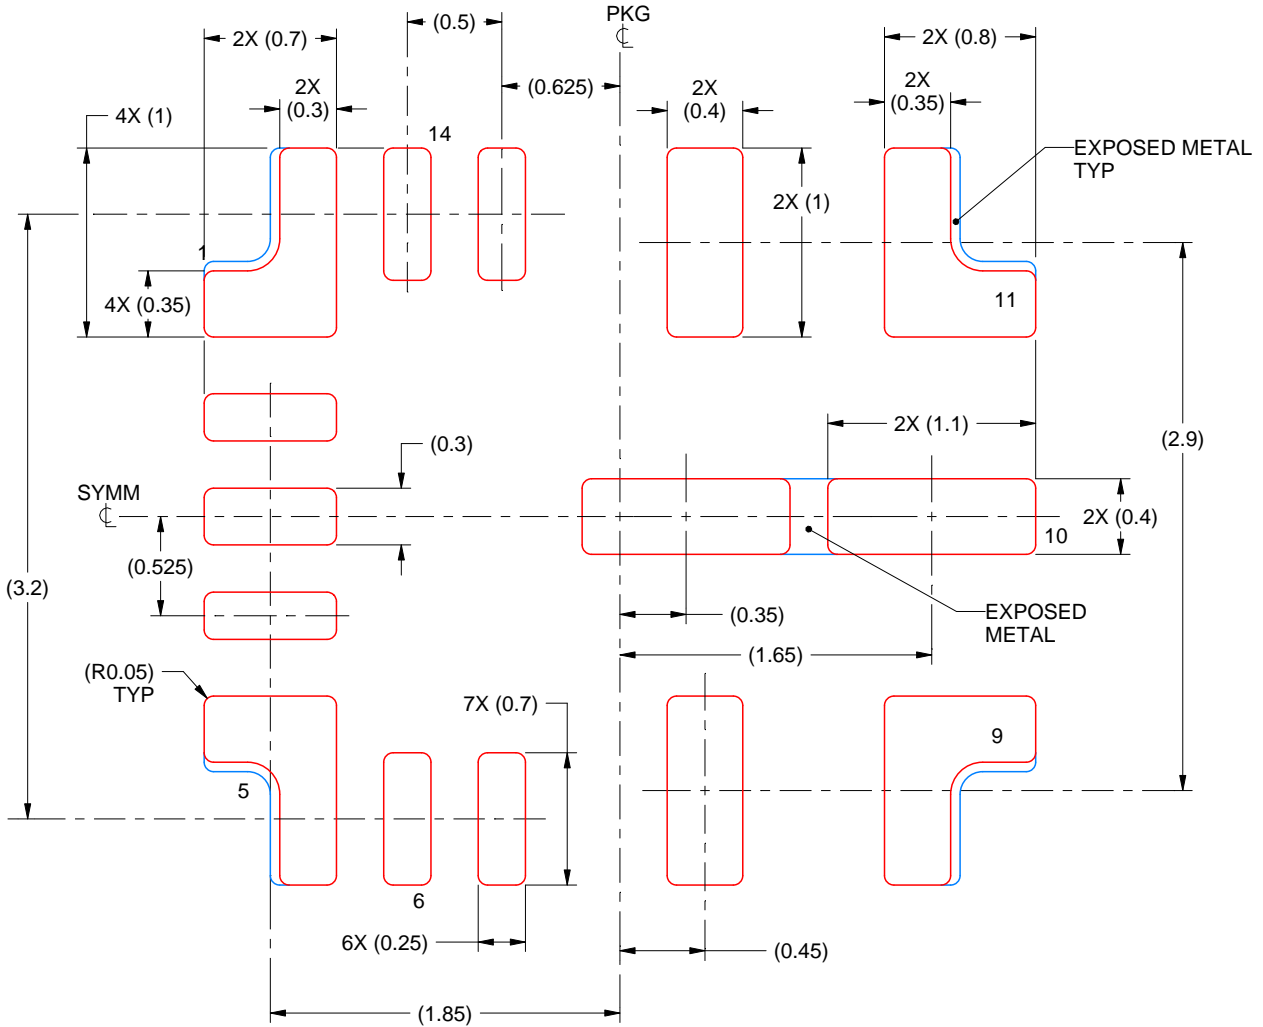 PKG
℄
(0.5)
2X (0.7)
2X (0.8)
2X
(0.3)
(0.625)
2X
(0.4)
2X
(0.35)
4X (1)
14
EXPOSED METAL
TYP
2X (1)
1
4X (0.35)
11
2X (1.1)
(0.3)
(2.9)
SYMM
℄
2X (0.4)
10
(0.525)
(3.2)
(0.35)
EXPOSED
METAL
(1.65)
(R0.05)
TYP
7X (0.7)
9
5
6
6X (0.25)
(0.45)
(1.85)